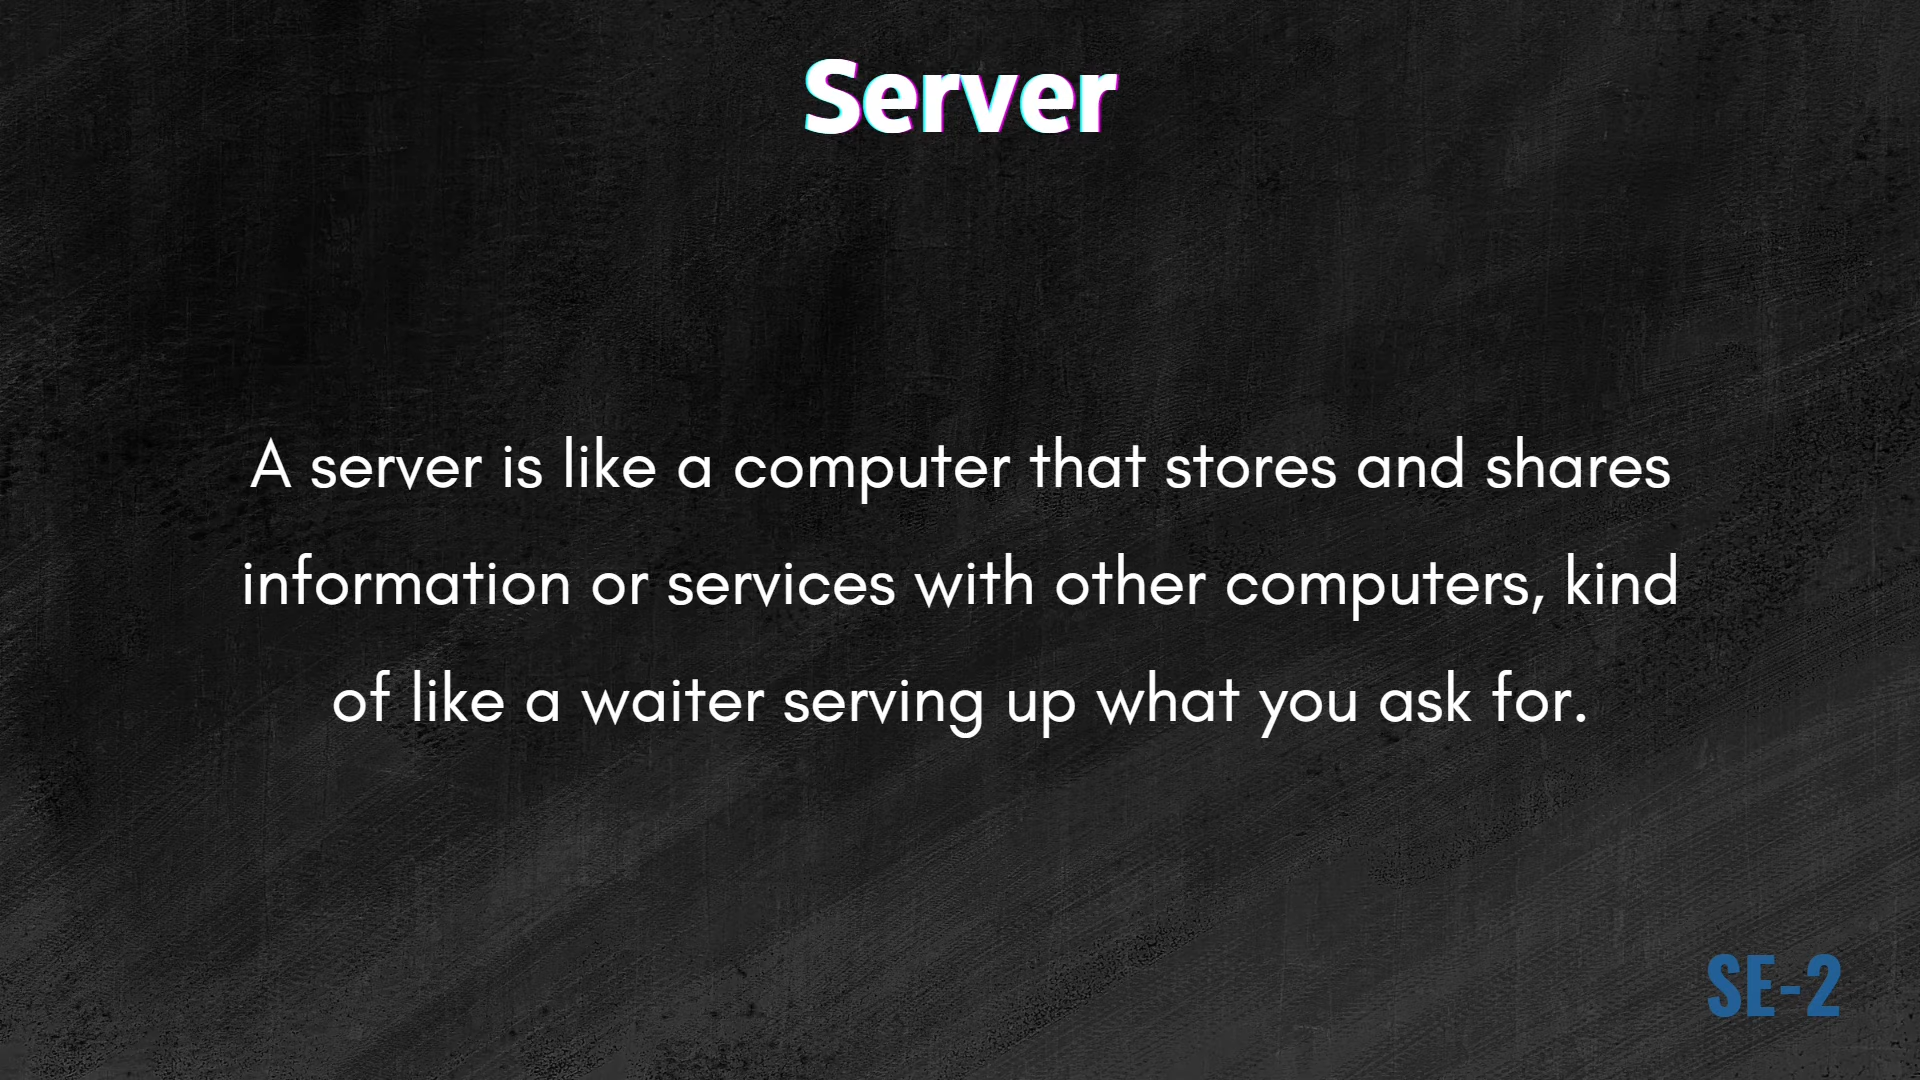 Server
A server is like a computer that stores and shares
information or services with other computers, kind
of like a waiter serving up what you ask for.
SE-2